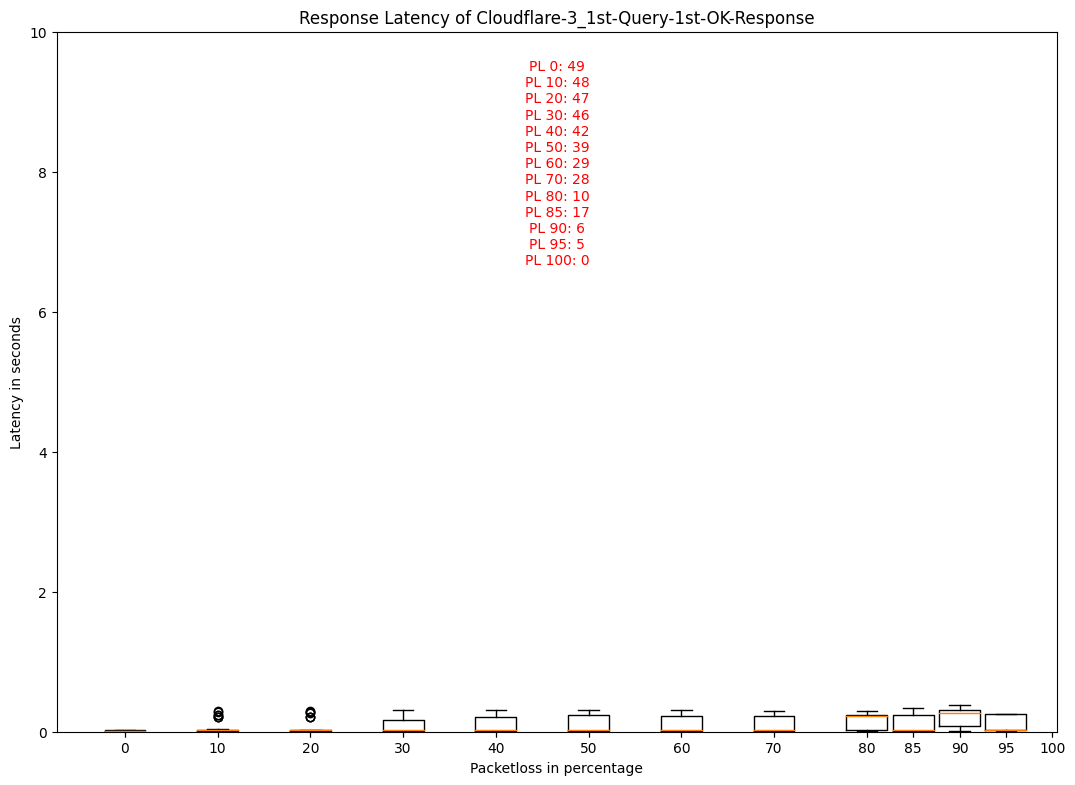 Response Latency of Cloudflare-3_1st-Query-1st-OK-Response
10
8
6
4
2
0
Latency in seconds
PL 0: 49
PL 10: 48
PL 20: 47
PL 30: 46
PL 40: 42
PL 50: 39
PL 60: 29
PL 70: 28
PL 80: 10
PL 85: 17
PL 90: 6
PL 95: 5
PL 100: 0
0 10 20 30 40 50 60 70 80 85 90 95 100
Packetloss in percentage